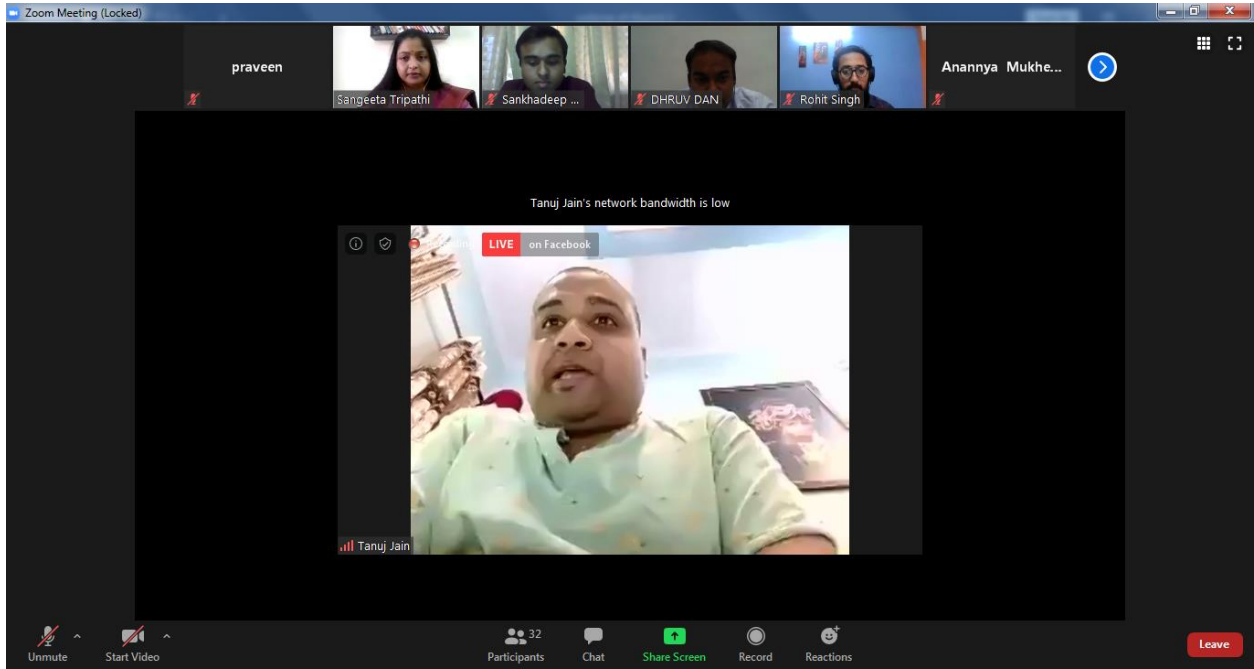 Zoom Meeting (Locked)
praveen
Sangeeta Tripathi
Sankhadeep ...
DHRUV DAN
Rohit Singh
Anannya Mukhe...
Tanuj Jain's network bandwidth is low
LIVE on Facebook
Tanuj Jain
Unmute
Start Video
32
Participants
Chat
Share Screen
Record
Reactions
Leave